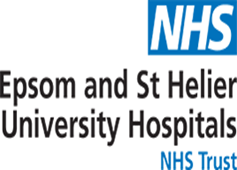 NHS
Epsom and St Helier
University Hospitals
NHS Trust